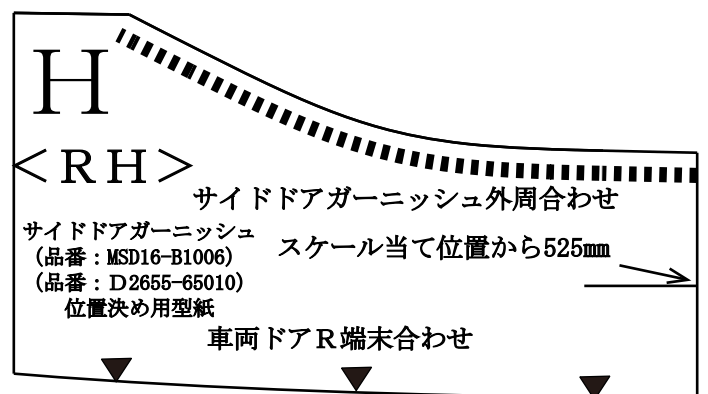 H
＜ＲＨ＞
サイドドアガーニッシュ外周合わせ
サイドドアガーニッシュ
（品番：MSD16-B1006）
（品番：Ｄ2655-65010）
位置決め用型紙
スケール当て位置から525mm
車両ドアＲ端末合わせ